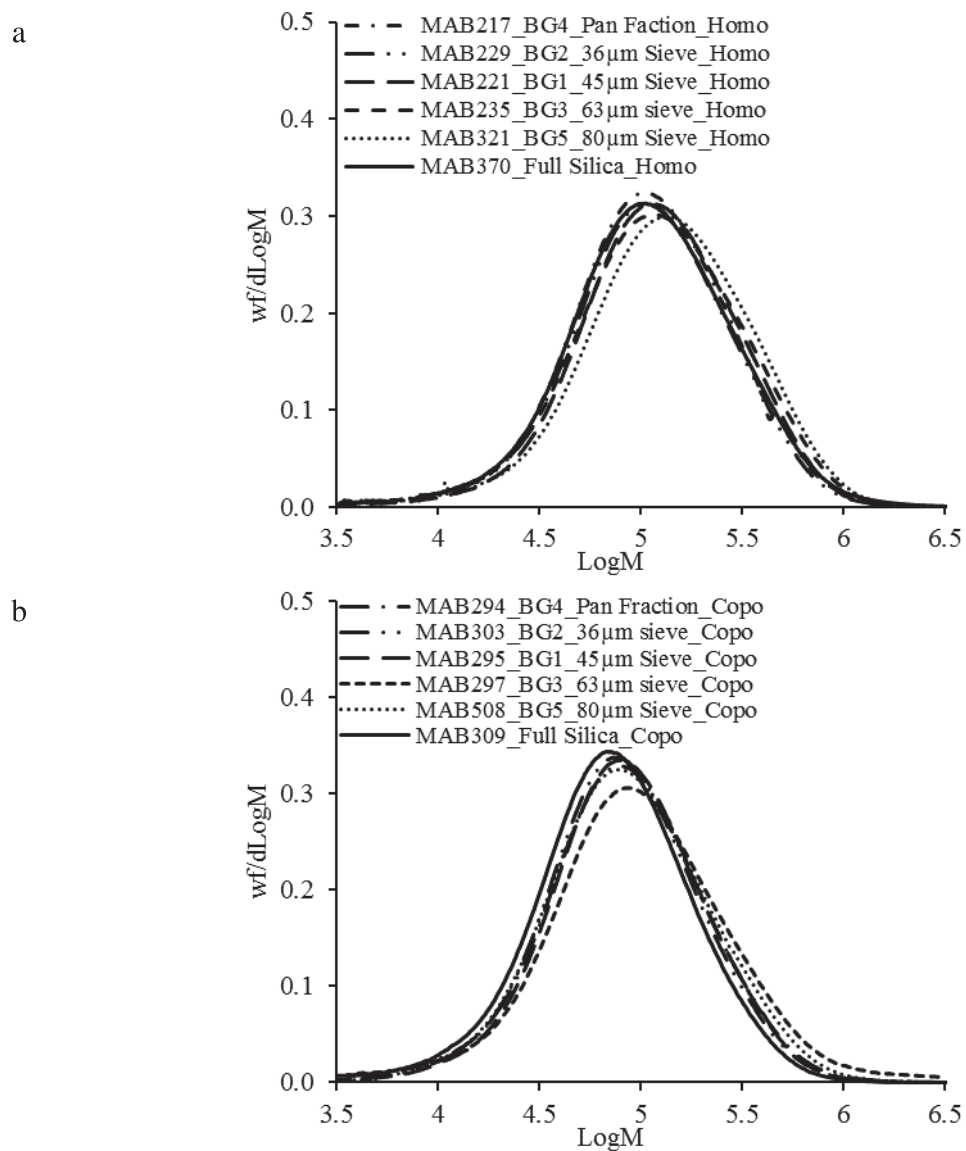 a
MAB217_BG4_Pan Faction_Homo
MAB229_BG2_36µm Sieve_Homo
MAB221_BG1_45µm Sieve_Homo
MAB235_BG3_63µm sieve_Homo
MAB321_BG5_80µm Sieve_Homo
MAB370_Full Silica_Homo
wf/dLogM
0.5
0.4
0.3
0.2
0.1
0.0
3.5 4 4.5 5 5.5 6 6.5
LogM
b
MAB294_BG4_Pan Fraction_Copo
MAB303_BG2_36µm sieve_Copo
MAB295_BG1_45µm Sieve_Copo
MAB297_BG3_63µm sieve_Copo
MAB508_BG5_80µm Sieve_Copo
MAB309_Full Silica_Copo
wf/dLogM
0.5
0.4
0.3
0.2
0.1
0.0
3.5 4 4.5 5 5.5 6 6.5
LogM